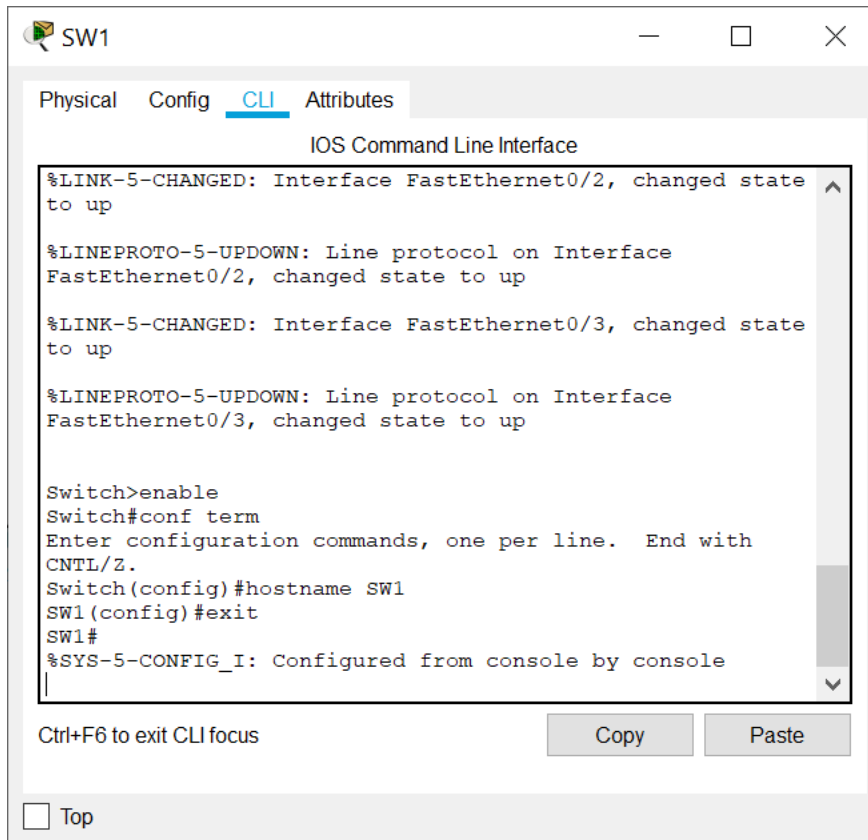 SW1
Physical Config CLI Attributes
IOS Command Line Interface
%LINK-5-CHANGED: Interface FastEthernet0/2, changed state
to up
%LINEPROTO-5-UPDOWN: Line protocol on Interface
FastEthernet0/2, changed state to up
%LINK-5-CHANGED: Interface FastEthernet0/3, changed state
to up
%LINEPROTO-5-UPDOWN: Line protocol on Interface
FastEthernet0/3, changed state to up
Switch>enable
Switch#conf term
Enter configuration commands, one per line.  End with
CNTL/Z.
Switch(config)#hostname SW1
SW1(config)#exit
SW1#
%SYS-5-CONFIG_I: Configured from console by console
Ctrl+F6 to exit CLI focus Copy Paste
Top